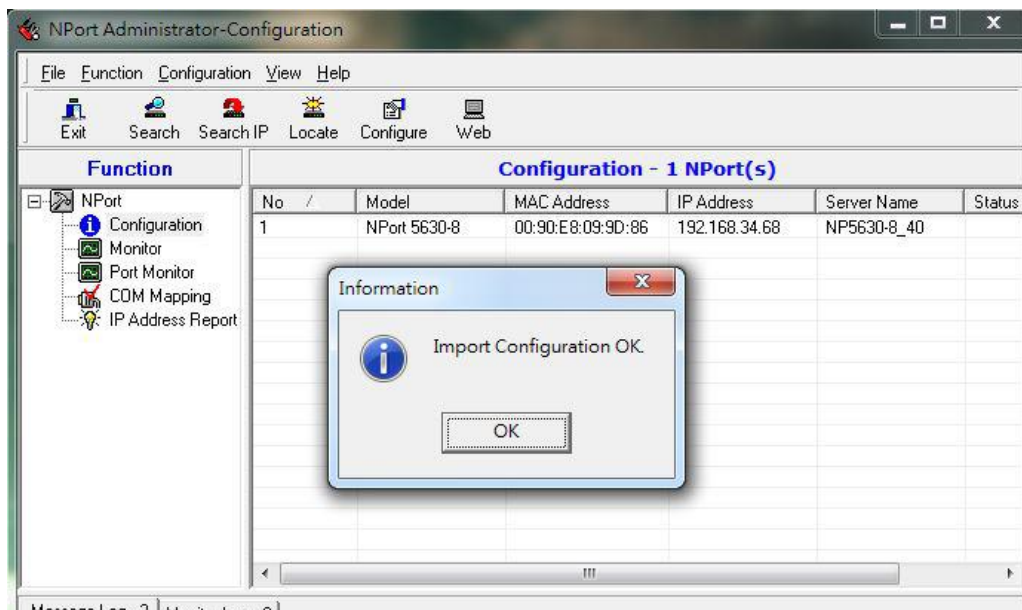 NPort Administrator-Configuration
File Function Configuration View Help
Exit Search Search IP Locate Configure Web
Function
Configuration - 1 NPort(s)
NPort
Configuration
Monitor
Port Monitor
COM Mapping
IP Address Report
No / Model MAC Address IP Address Server Name Status
1 NPort 5630-8 00:90:E8:09:9D:86 192.168.34.68 NP5630-8_40
Information
Import Configuration OK.
OK